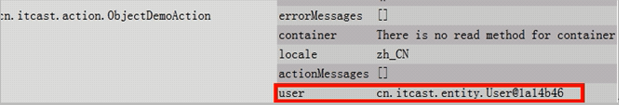 errorMessages []
cn.itcast.action.ObjectDemoAction
container There is no read method for container
locale zh_CN
actionMessages []
user cn.itcast.entity.User@1a14b46